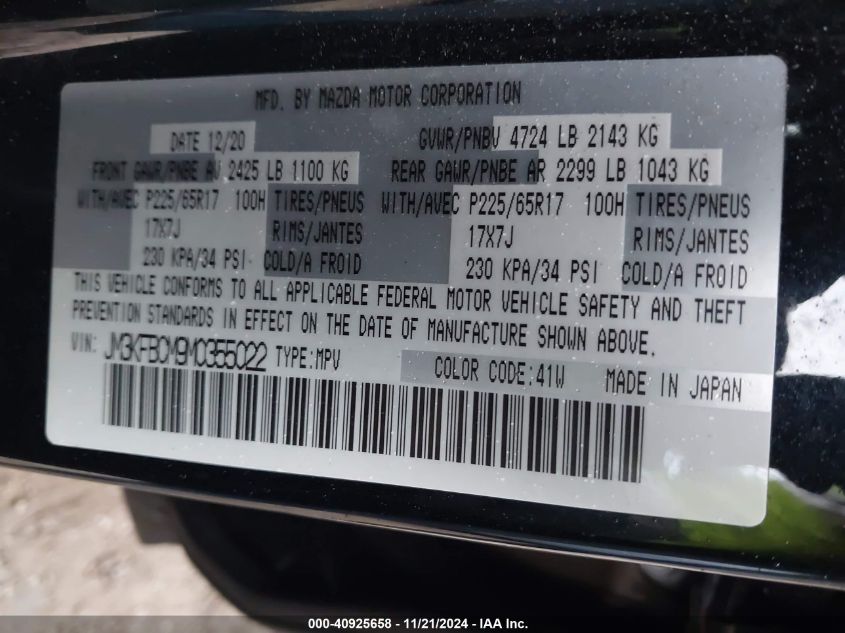 MFD. BY MAZDA MOTOR CORPORATION
DATE 12/20 GVWR/PNBV 4724 LB 2143 KG
FRONT GAWR/PNBE AV 2425 LB 1100 KG REAR GAWR/PNBE AR 2299 LB 1043 KG
WITH/AVEC P225/65R17 100H TIRES/PNEUS WITH/AVEC P225/65R17 100H TIRES/PNEUS
17X7J RIMS/JANTES 17X7J RIMS/JANTES
230 KPA/34 PSI COLD/A FROID 230 KPA/34 PSI COLD/A FROID
THIS VEHICLE CONFORMS TO ALL APPLICABLE FEDERAL MOTOR VEHICLE SAFETY AND THEFT
PREVENTION STANDARDS IN EFFECT ON THE DATE OF MANUFACTURE SHOWN ABOVE.
VIN: JM3KFBCM9M0355022 TYPE:MPV COLOR CODE:41W MADE IN JAPAN
000-40925658 - 11/21/2024 - IAA Inc.